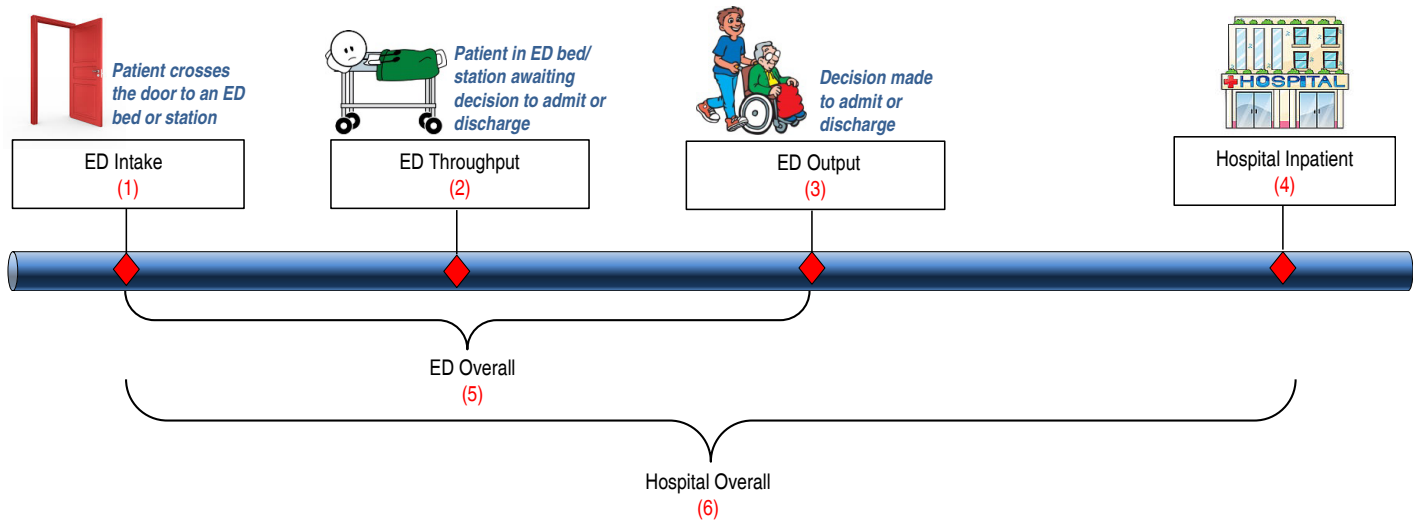 Patient crosses
the door to an ED
bed or station
ED Intake
(1)
Patient in ED bed/
station awaiting
decision to admit or
discharge
ED Throughput
(2)
Decision made
to admit or
discharge
ED Output
(3)
HOSPITAL
Hospital Inpatient
(4)
ED Overall
(5)
Hospital Overall
(6)